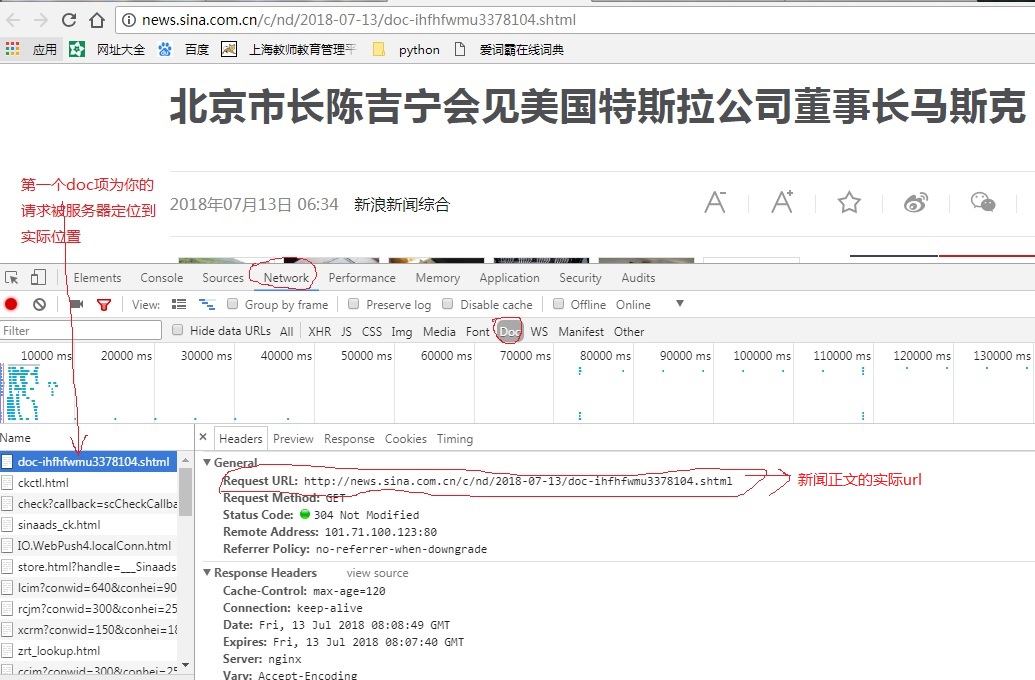 news.sina.com.cn/c/nd/2018-07-13/doc-ihfhfwmu3378104.shtml
应用 网址大全 百度 上海教师教育管理平 python 爱词霸在线词典
北京市长陈吉宁会见美国特斯拉公司董事长马斯克
第一个doc项为你的
请求被服务器定位到
实际位置
2018年07月13日 06:34 新浪新闻综合
Elements Console Sources Network Performance Memory Application Security Audits
View: Group by frame Preserve log Disable cache Offline Online
Filter Hide data URLs All XHR JS CSS Img Media Font Doc WS Manifest Other
10000 ms 20000 ms 30000 ms 40000 ms 50000 ms 60000 ms 70000 ms 80000 ms 90000 ms 100000 ms 110000 ms 120000 ms 130000 ms
Name
doc-ihfhfwmu3378104.shtml
ckctl.html
check?callback=scCheckCallba
sinaads_ck.html
IO.WebPush4.localConn.html
store.html?handle=___Sinaads
lcim?conwid=640&conhei=90
rcjm?conwid=300&conhei=25
xcrm?conwid=150&conhei=18
zrt_lookup.html
ccim?conwid=300&conhei=25
× Headers Preview Response Cookies Timing
General
Request URL: http://news.sina.com.cn/c/nd/2018-07-13/doc-ihfhfwmu3378104.shtml
新闻正文的实际url
Request Method: GET
Status Code: 304 Not Modified
Remote Address: 101.71.100.123:80
Referrer Policy: no-referrer-when-downgrade
Response Headers view source
Cache-Control: max-age=120
Connection: keep-alive
Date: Fri, 13 Jul 2018 08:08:49 GMT
Expires: Fri, 13 Jul 2018 08:07:40 GMT
Server: nginx
Vary: Accept-Encoding